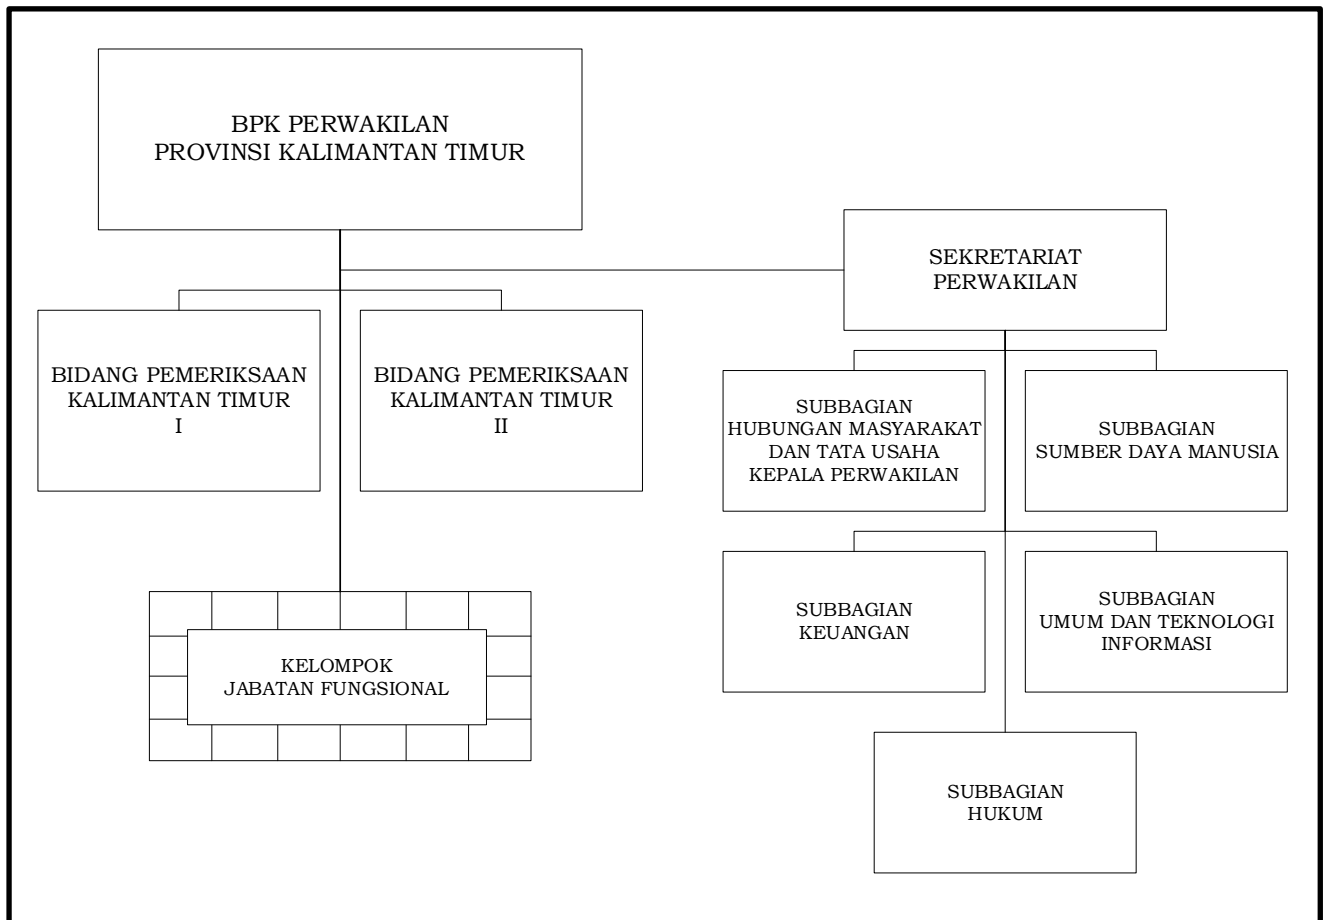 BPK PERWAKILAN
PROVINSI KALIMANTAN TIMUR
SEKRETARIAT
PERWAKILAN
BIDANG PEMERIKSAAN
KALIMANTAN TIMUR
I
BIDANG PEMERIKSAAN
KALIMANTAN TIMUR
II
SUBBAGIAN
HUBUNGAN MASYARAKAT
DAN TATA USAHA
KEPALA PERWAKILAN
SUBBAGIAN
SUMBER DAYA MANUSIA
SUBBAGIAN
KEUANGAN
SUBBAGIAN
UMUM DAN TEKNOLOGI
INFORMASI
KELOMPOK
JABATAN FUNGSIONAL
SUBBAGIAN
HUKUM